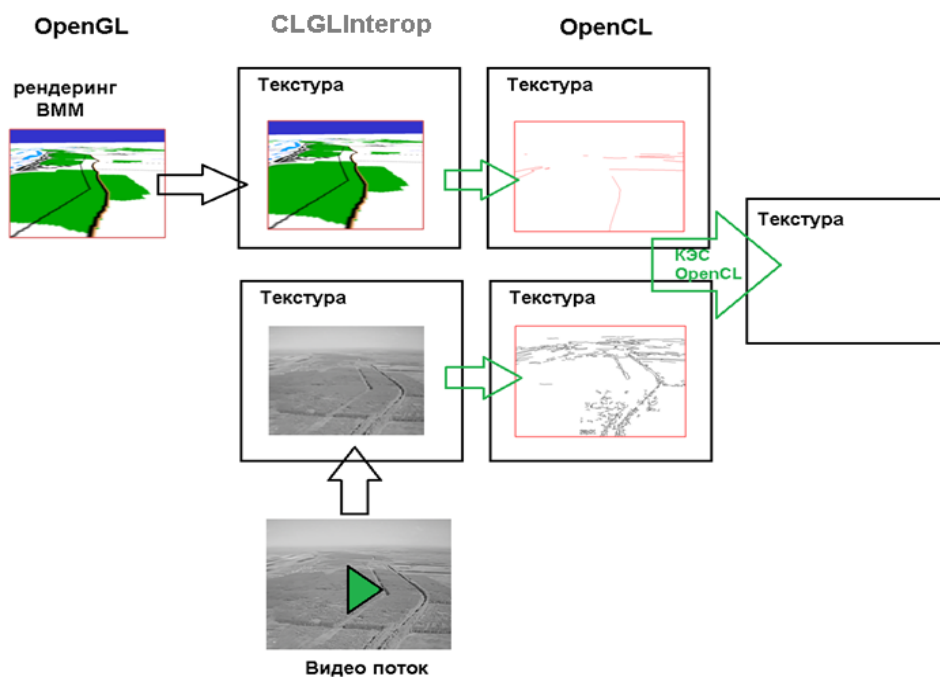 OpenGL
CLGLInterop
OpenCL
рендеринг
ВММ
Текстура
Текстура
Текстура
КЭС
OpenCL
Текстура
Текстура
Видео поток